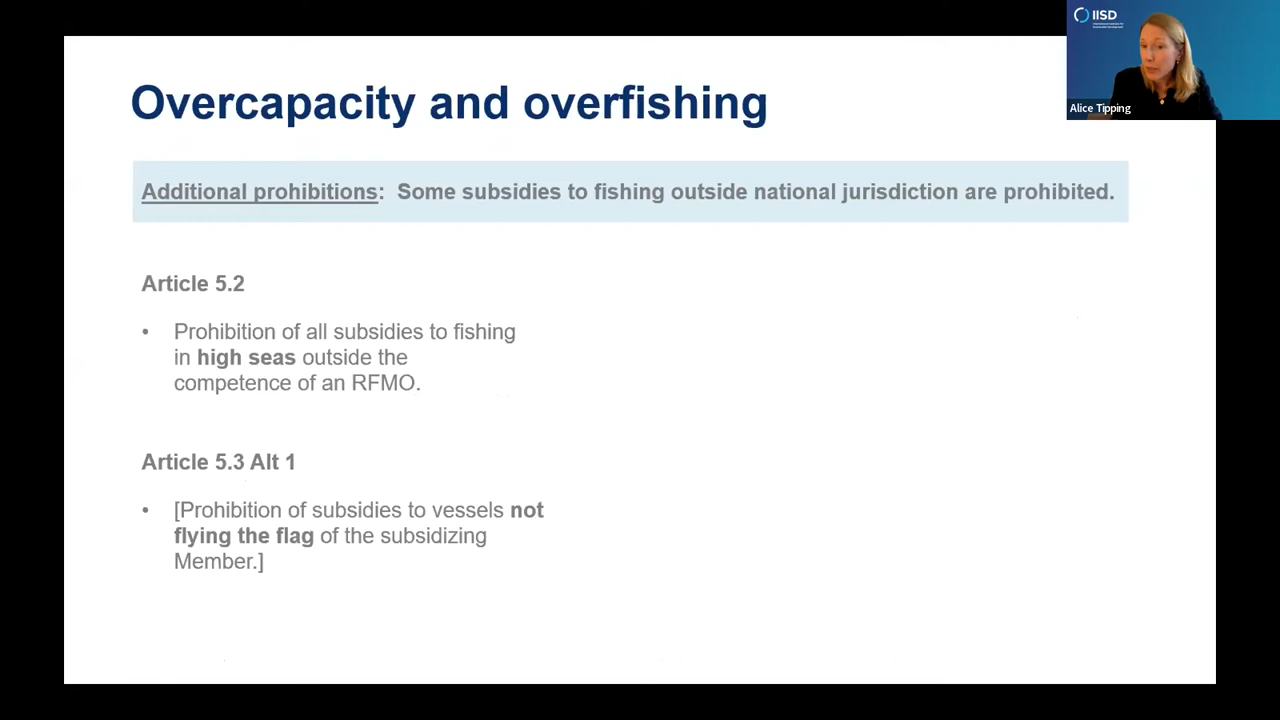 IISD
Alice Tipping
Overcapacity and overfishing
Additional prohibitions: Some subsidies to fishing outside national jurisdiction are prohibited.
Article 5.2
• Prohibition of all subsidies to fishing
in high seas outside the
competence of an RFMO.
Article 5.3 Alt 1
• [Prohibition of subsidies to vessels not
flying the flag of the subsidizing
Member.]